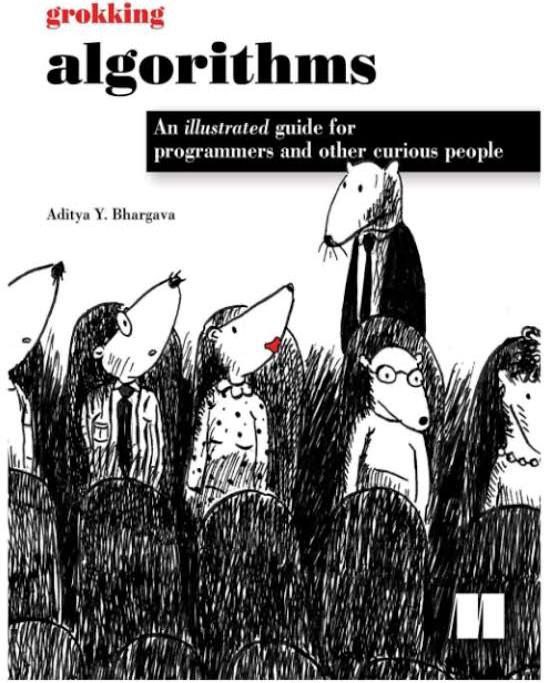 grokking
algorithms
An illustrated guide for
programmers and other curious people
Aditya Y. Bhargava